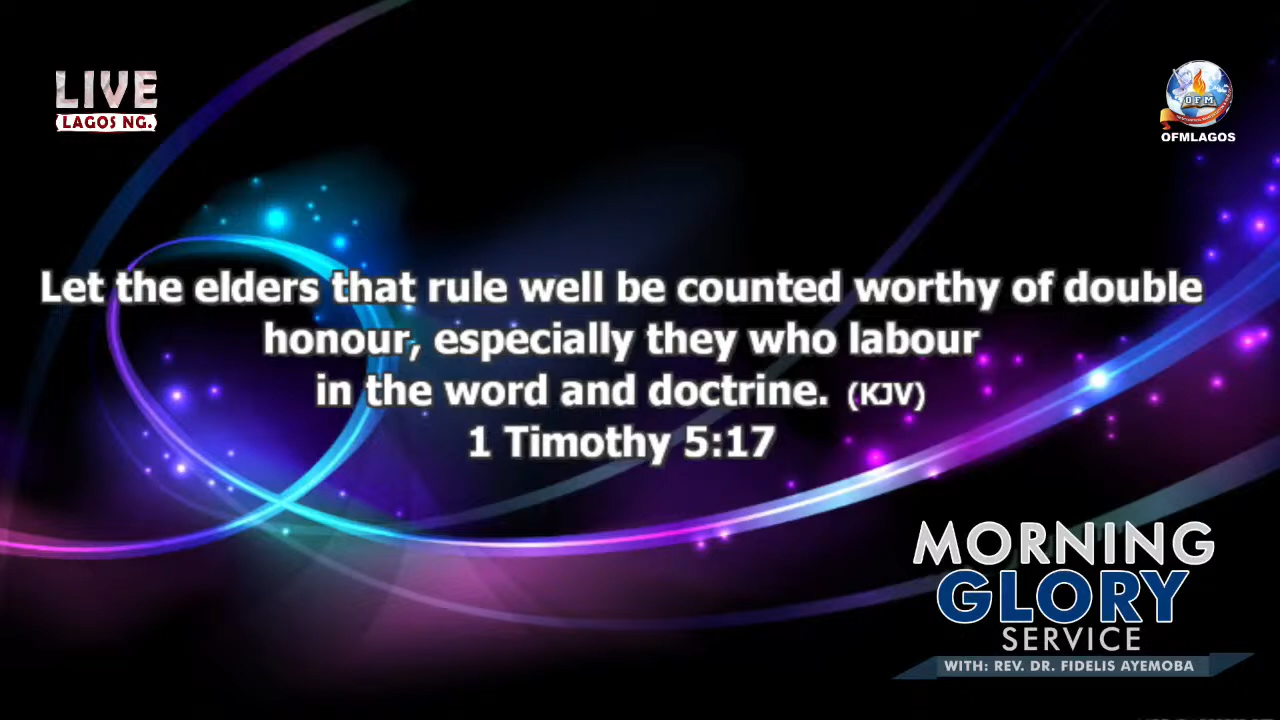 LIVE
LAGOS NG.
OFM
OFMLAGOS
Let the elders that rule well be counted worthy of double
honour, especially they who labour
in the word and doctrine. (KJV)
1 Timothy 5:17
MORNING
GLORY
SERVICE
WITH: REV. DR. FIDELIS AYEMOBA